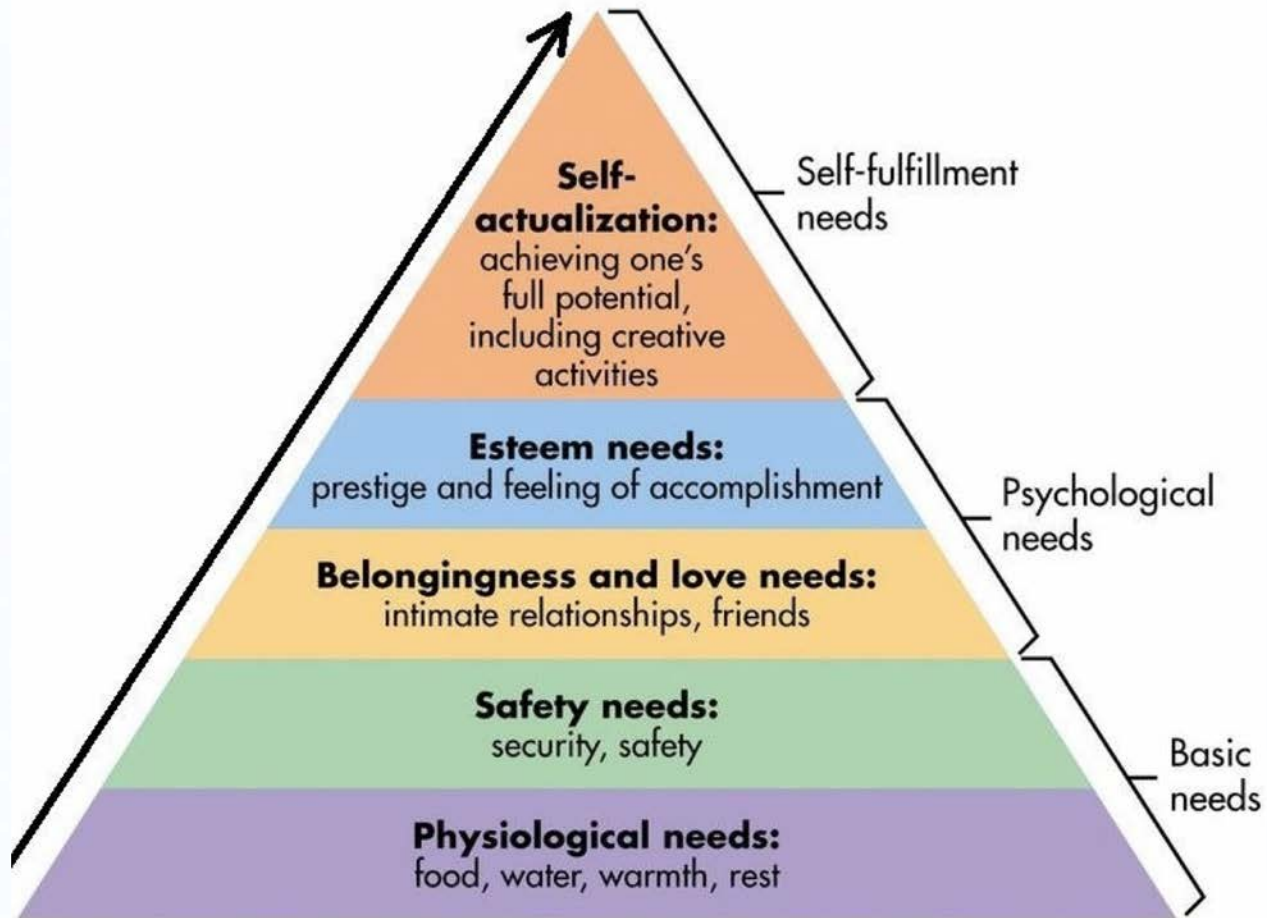 Self-
actualization:
achieving one's
full potential,
including creative
activities
Self-fulfillment
needs
Esteem needs:
prestige and feeling of accomplishment
Psychological
needs
Belongingness and love needs:
intimate relationships, friends
Safety needs:
security, safety
Basic
needs
Physiological needs:
food, water, warmth, rest